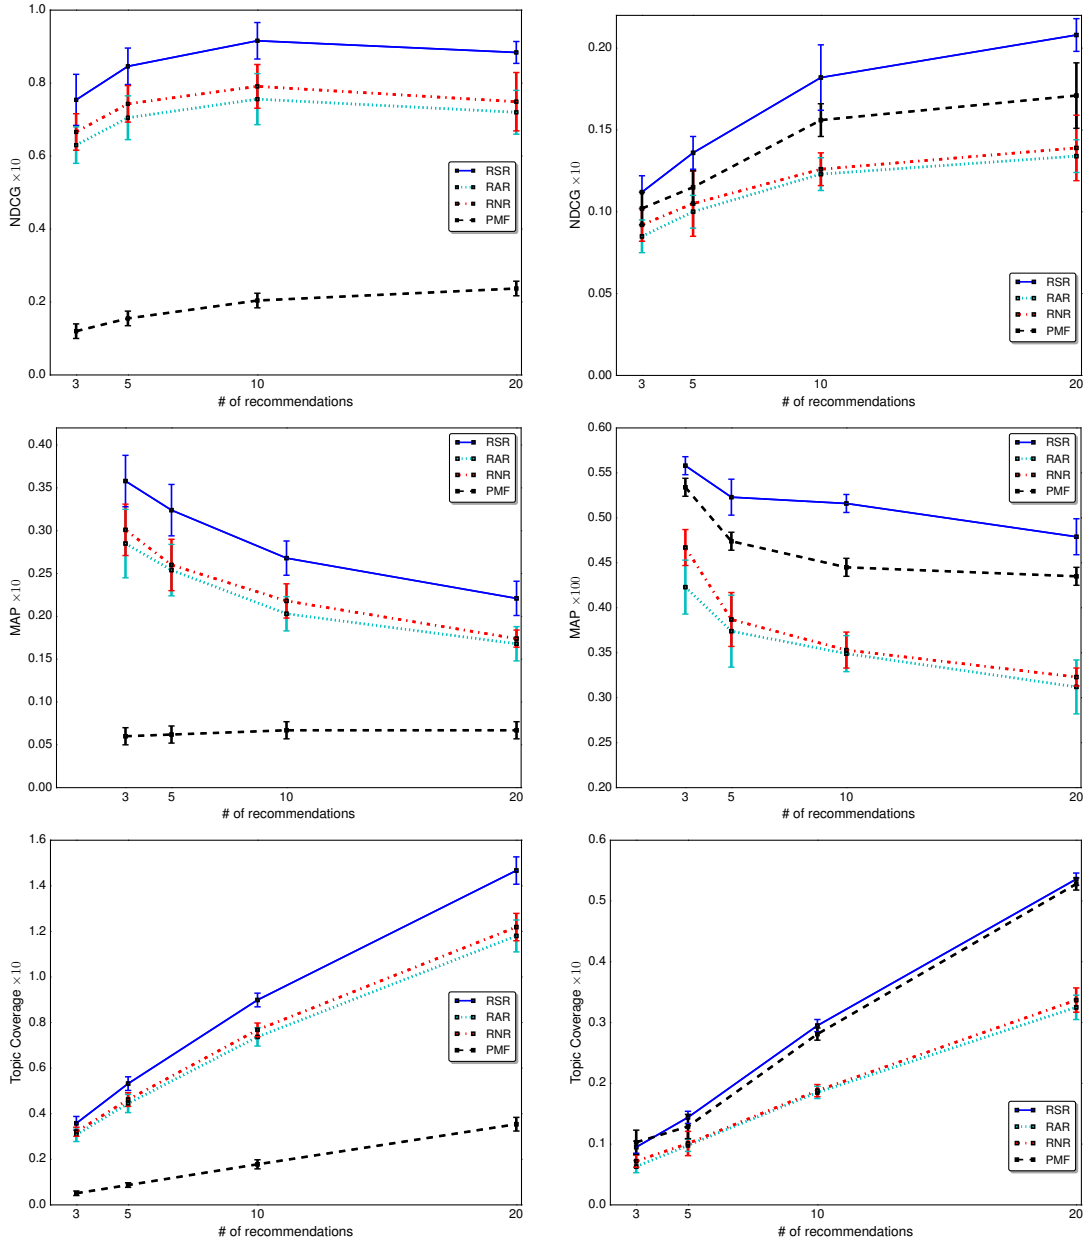 1.0
0.8
0.6
0.4
0.2
0.0
NDCG ×10
3 5 10 20
# of recommendations
RSR
RAR
RNR
PMF
0.20
0.15
0.10
0.05
0.00
NDCG ×10
3 5 10 20
# of recommendations
RSR
RAR
RNR
PMF
0.40
0.35
0.30
0.25
0.20
0.15
0.10
0.05
0.00
MAP ×10
3 5 10 20
# of recommendations
RSR
RAR
RNR
PMF
0.60
0.55
0.50
0.45
0.40
0.35
0.30
0.25
0.20
MAP ×100
3 5 10 20
# of recommendations
RSR
RAR
RNR
PMF
1.6
1.4
1.2
1.0
0.8
0.6
0.4
0.2
0.0
Topic Coverage ×10
3 5 10 20
# of recommendations
RSR
RAR
RNR
PMF
0.6
0.5
0.4
0.3
0.2
0.1
0.0
Topic Coverage ×10
3 5 10 20
# of recommendations
RSR
RAR
RNR
PMF